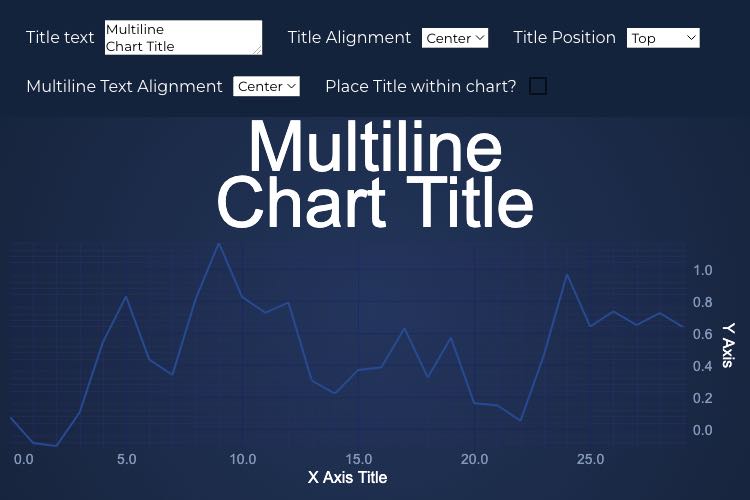 Title text Multiline
Chart Title
Title Alignment Center
Title Position Top
Multiline Text Alignment Center
Place Title within chart?
Multiline
Chart Title
1.0
0.8
0.6
0.4
0.2
0.0
Y Axis
0.0 5.0 10.0 15.0 20.0 25.0
X Axis Title